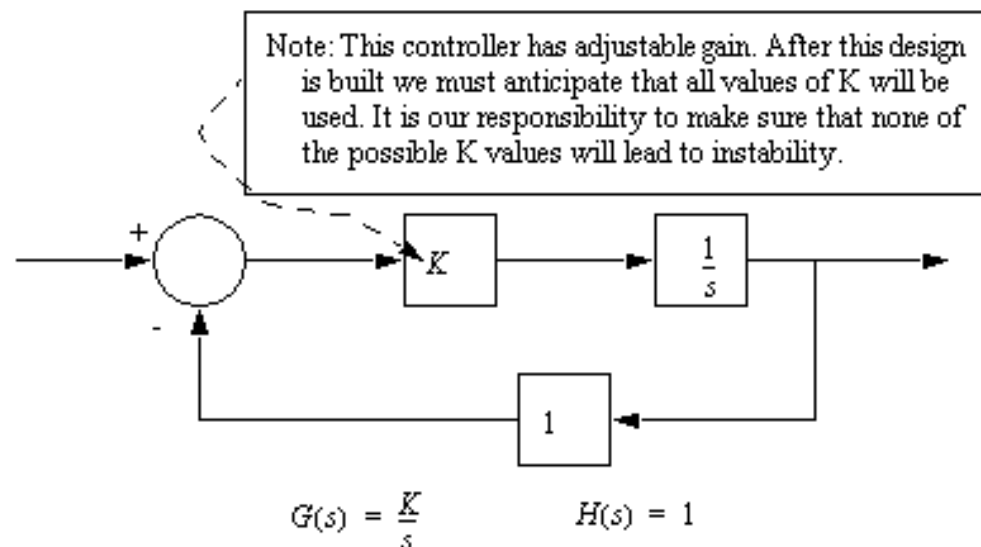 Note: This controller has adjustable gain. After this design
is built we must anticipate that all values of K will be
used. It is our responsibility to make sure that none of
the possible K values will lead to instability.
+
K
1
s
-
1
G(s) = K/s
H(s) = 1